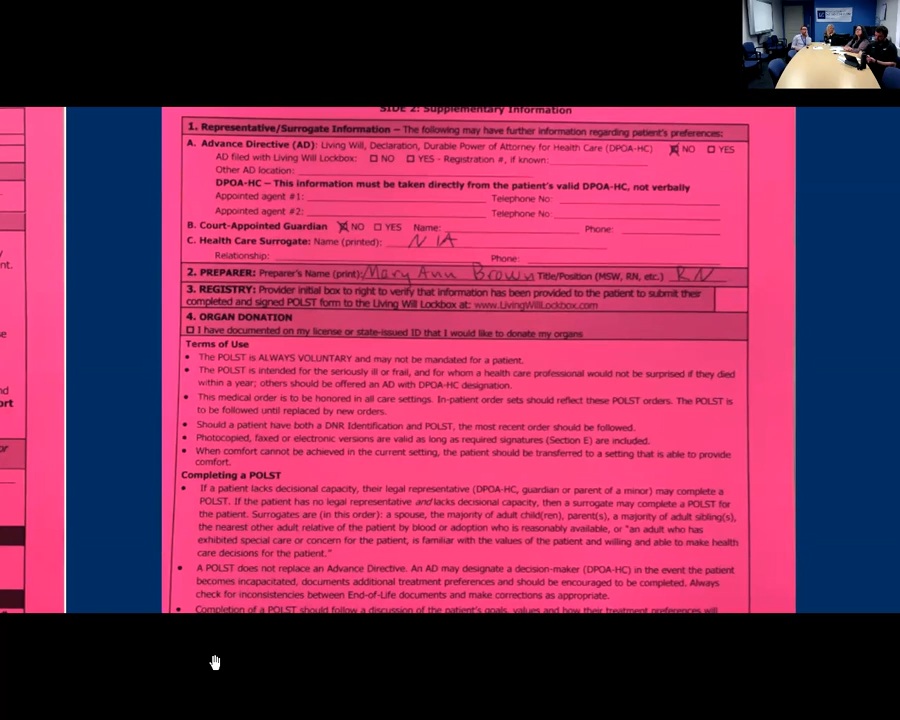 SIDE 2: Supplementary Information
1. Representative/Surrogate Information – The following may have further information regarding patient's preferences:
A. Advance Directive (AD): Living Will, Declaration, Durable Power of Attorney for Health Care (DPOA-HC) ☒ NO ☐ YES
AD filed with Living Will Lockbox: ☐ NO ☐ YES - Registration #, if known:
Other AD location:
DPOA-HC – This information must be taken directly from the patient's valid DPOA-HC, not verbally
Appointed agent #1: Telephone No:
Appointed agent #2: Telephone No:
B. Court-Appointed Guardian ☒ NO ☐ YES Name: Phone:
C. Health Care Surrogate: Name (printed): N/A
Relationship: Phone:
2. PREPARER: Preparer's Name (print): Mary Ann Brown Title/Position (MSW, RN, etc.) RN
3. REGISTRY: Provider initial box to right to verify that information has been provided to the patient to submit their
completed and signed POLST form to the Living Will Lockbox at: www.LivingWillLockbox.com
4. ORGAN DONATION
☐ I have documented on my license or state-issued ID that I would like to donate my organs
Terms of Use
• The POLST is ALWAYS VOLUNTARY and may not be mandated for a patient.
• The POLST is intended for the seriously ill or frail, and for whom a health care professional would not be surprised if they died
within a year; others should be offered an AD with DPOA-HC designation.
• This medical order is to be honored in all care settings. In-patient order sets should reflect these POLST orders. The POLST is
to be followed until replaced by new orders.
• Should a patient have both a DNR Identification and POLST, the most recent order should be followed.
• Photocopied, faxed or electronic versions are valid as long as required signatures (Section E) are included.
• When comfort cannot be achieved in the current setting, the patient should be transferred to a setting that is able to provide
comfort.
Completing a POLST
• If a patient lacks decisional capacity, their legal representative (DPOA-HC, guardian or parent of a minor) may complete a
POLST. If the patient has no legal representative and lacks decisional capacity, then a surrogate may complete a POLST for
the patient. Surrogates are (in this order): a spouse, the majority of adult child(ren), parent(s), a majority of adult sibling(s),
the nearest other adult relative of the patient by blood or adoption who is reasonably available, or "an adult who has
exhibited special care or concern for the patient, is familiar with the values of the patient and willing and able to make health
care decisions for the patient."
• A POLST does not replace an Advance Directive. An AD may designate a decision-maker (DPOA-HC) in the event the patient
becomes incapacitated, documents additional treatment preferences and should be encouraged to be completed. Always
check for inconsistencies between End-of-Life documents and make corrections as appropriate.
• Completion of a POLST should follow a discussion of the patient's goals, values and how their treatment preferences will